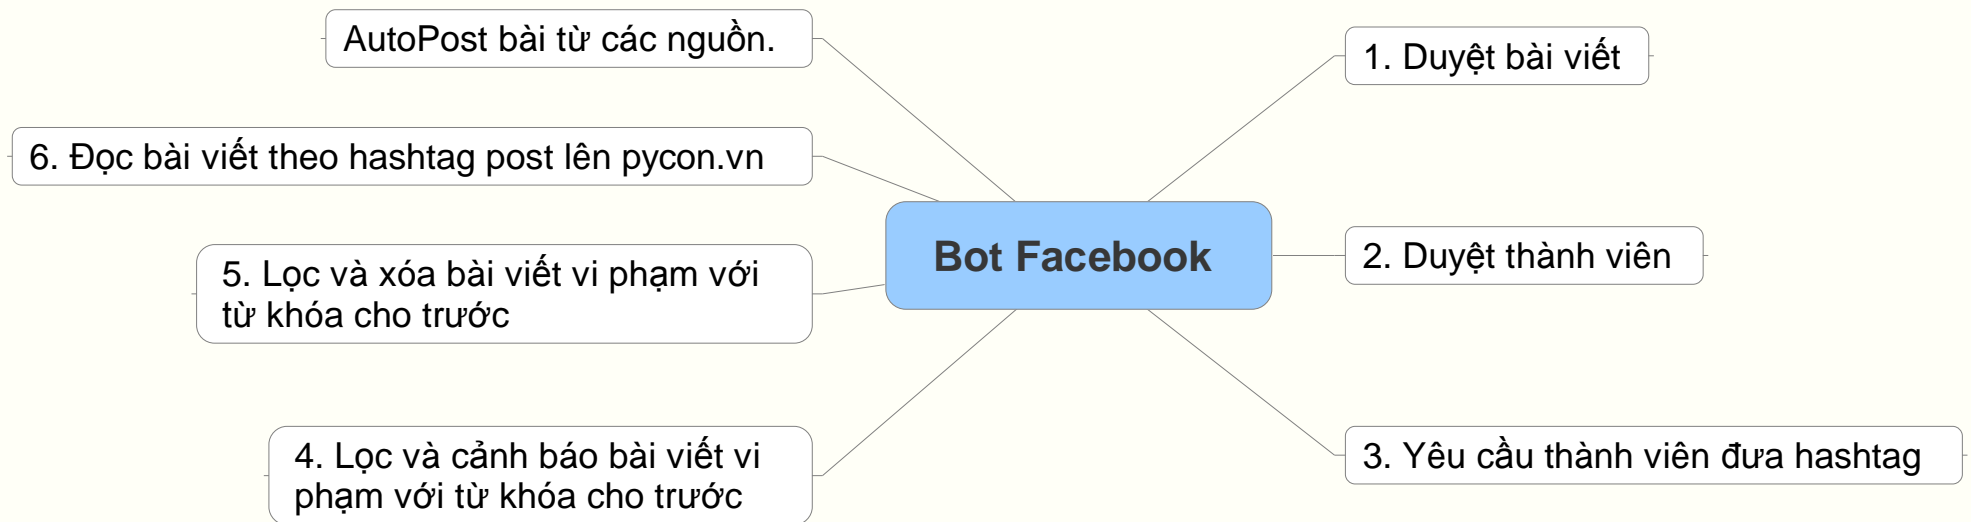 AutoPost bài từ các nguồn.
1. Duyệt bài viết
6. Đọc bài viết theo hashtag post lên pycon.vn
Bot Facebook
2. Duyệt thành viên
5. Lọc và xóa bài viết vi phạm với
từ khóa cho trước
4. Lọc và cảnh báo bài viết vi
phạm với từ khóa cho trước
3. Yêu cầu thành viên đưa hashtag